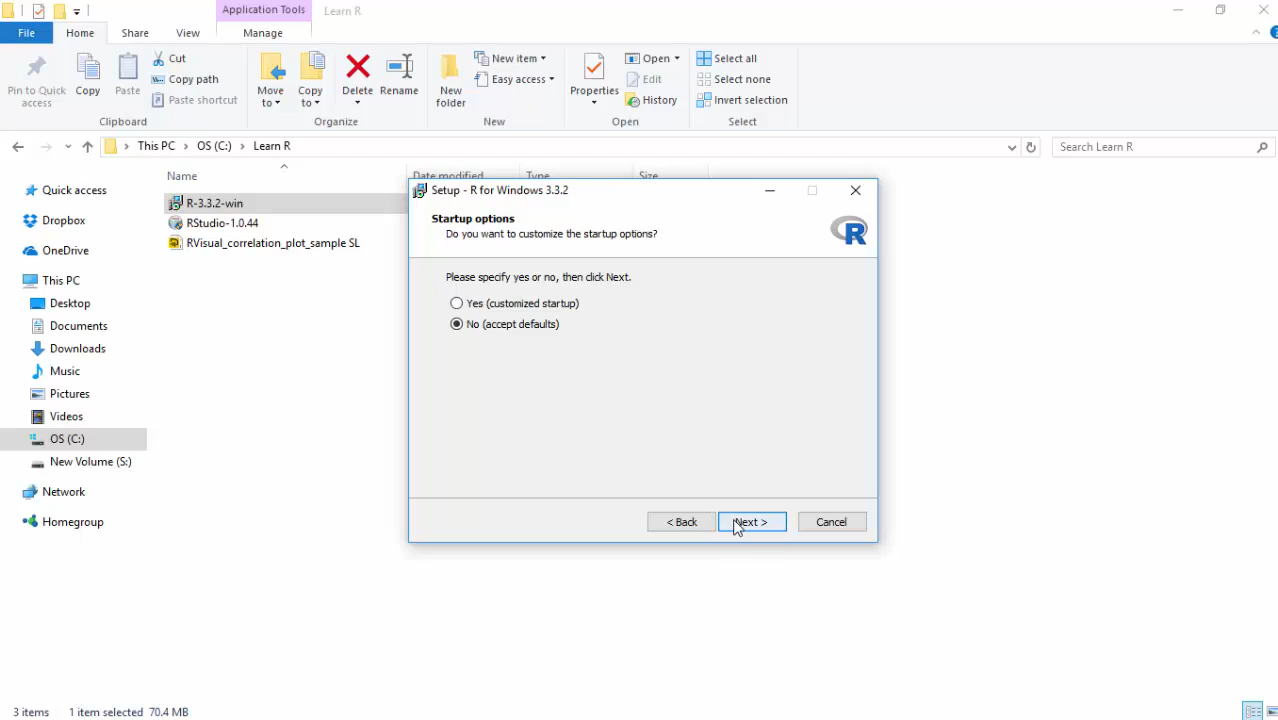 Application Tools
Learn R
File
Home
Share
View
Manage
Pin to Quick access
Copy
Paste
Cut
Copy path
Paste shortcut
Clipboard
Move to
Copy to
Delete
Rename
Organize
New folder
New item
Easy access
New
Properties
Open
Edit
History
Open
Select all
Select none
Invert selection
Select
This PC
OS (C:)
Learn R
Search Learn R
Name
Date modified
Type
Size
Quick access
Dropbox
OneDrive
This PC
Desktop
Documents
Downloads
Music
Pictures
Videos
OS (C:)
New Volume (S:)
Network
Homegroup
R-3.3.2-win
RStudio-1.0.44
RVisual_correlation_plot_sample SL
Setup - R for Windows 3.3.2
Startup options
Do you want to customize the startup options?
R
Please specify yes or no, then click Next.
Yes (customized startup)
No (accept defaults)
< Back
Next >
Cancel
3 items
1 item selected 70.4 MB